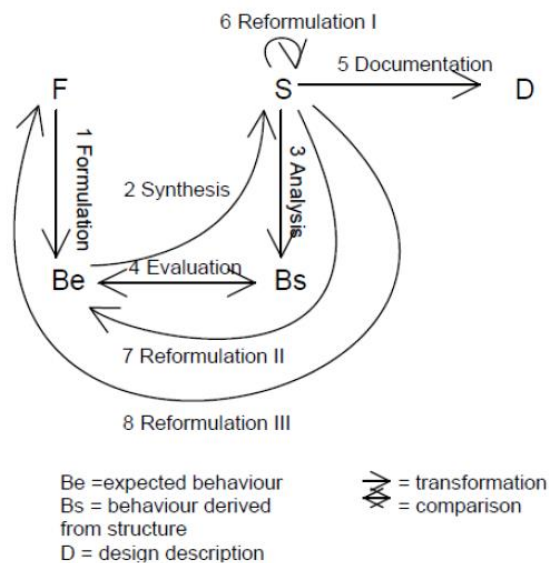 6 Reformulation I
5 Documentation
F
S
D
1 Formulation
3 Analysis
2 Synthesis
4 Evaluation
Be
Bs
7 Reformulation II
8 Reformulation III
Be =expected behaviour
Bs = behaviour derived
from structure
D = design description
= transformation
= comparison